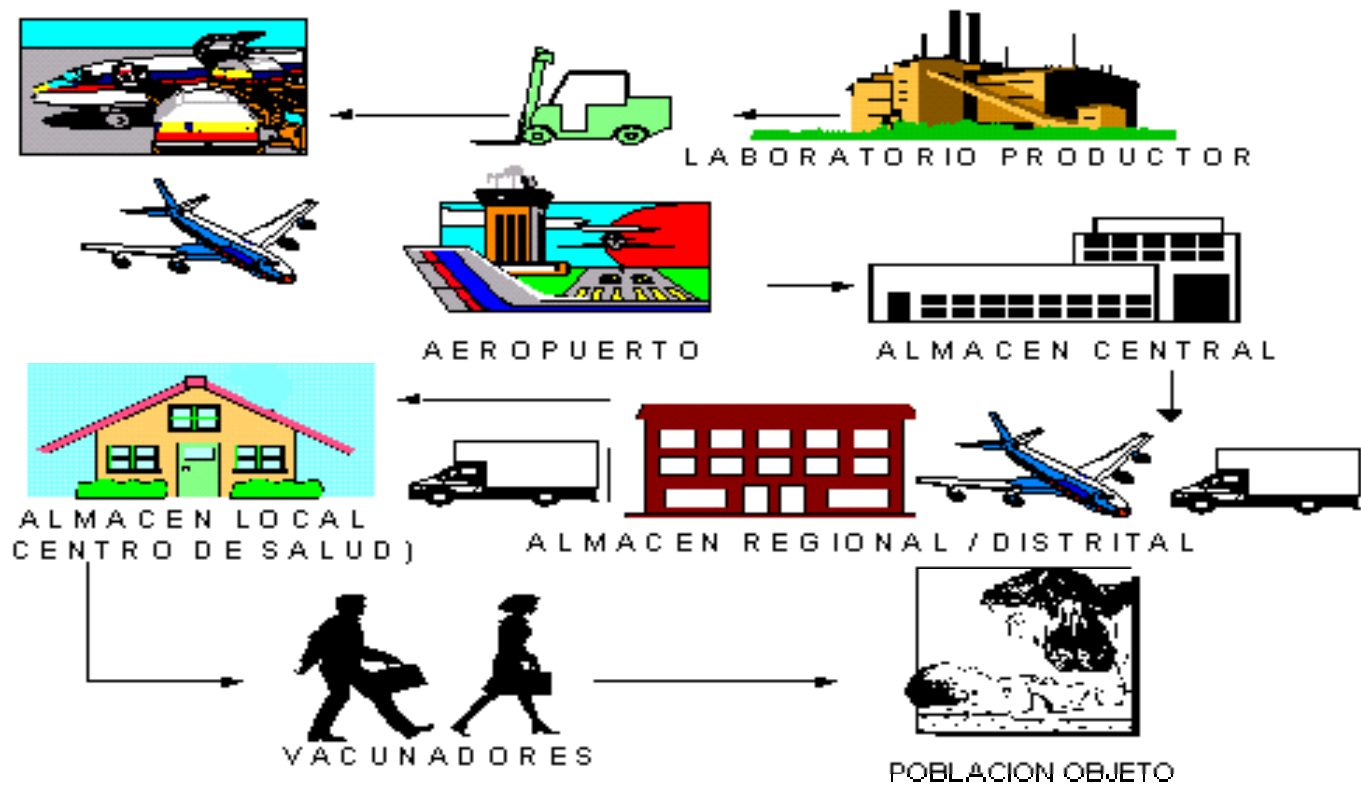 LABORATORIO PRODUCTOR
AEROPUERTO
ALMACEN CENTRAL
ALMACEN LOCAL
CENTRO DE SALUD)
ALMACEN REGIONAL / DISTRITAL
VACUNADORES
POBLACION OBJETO